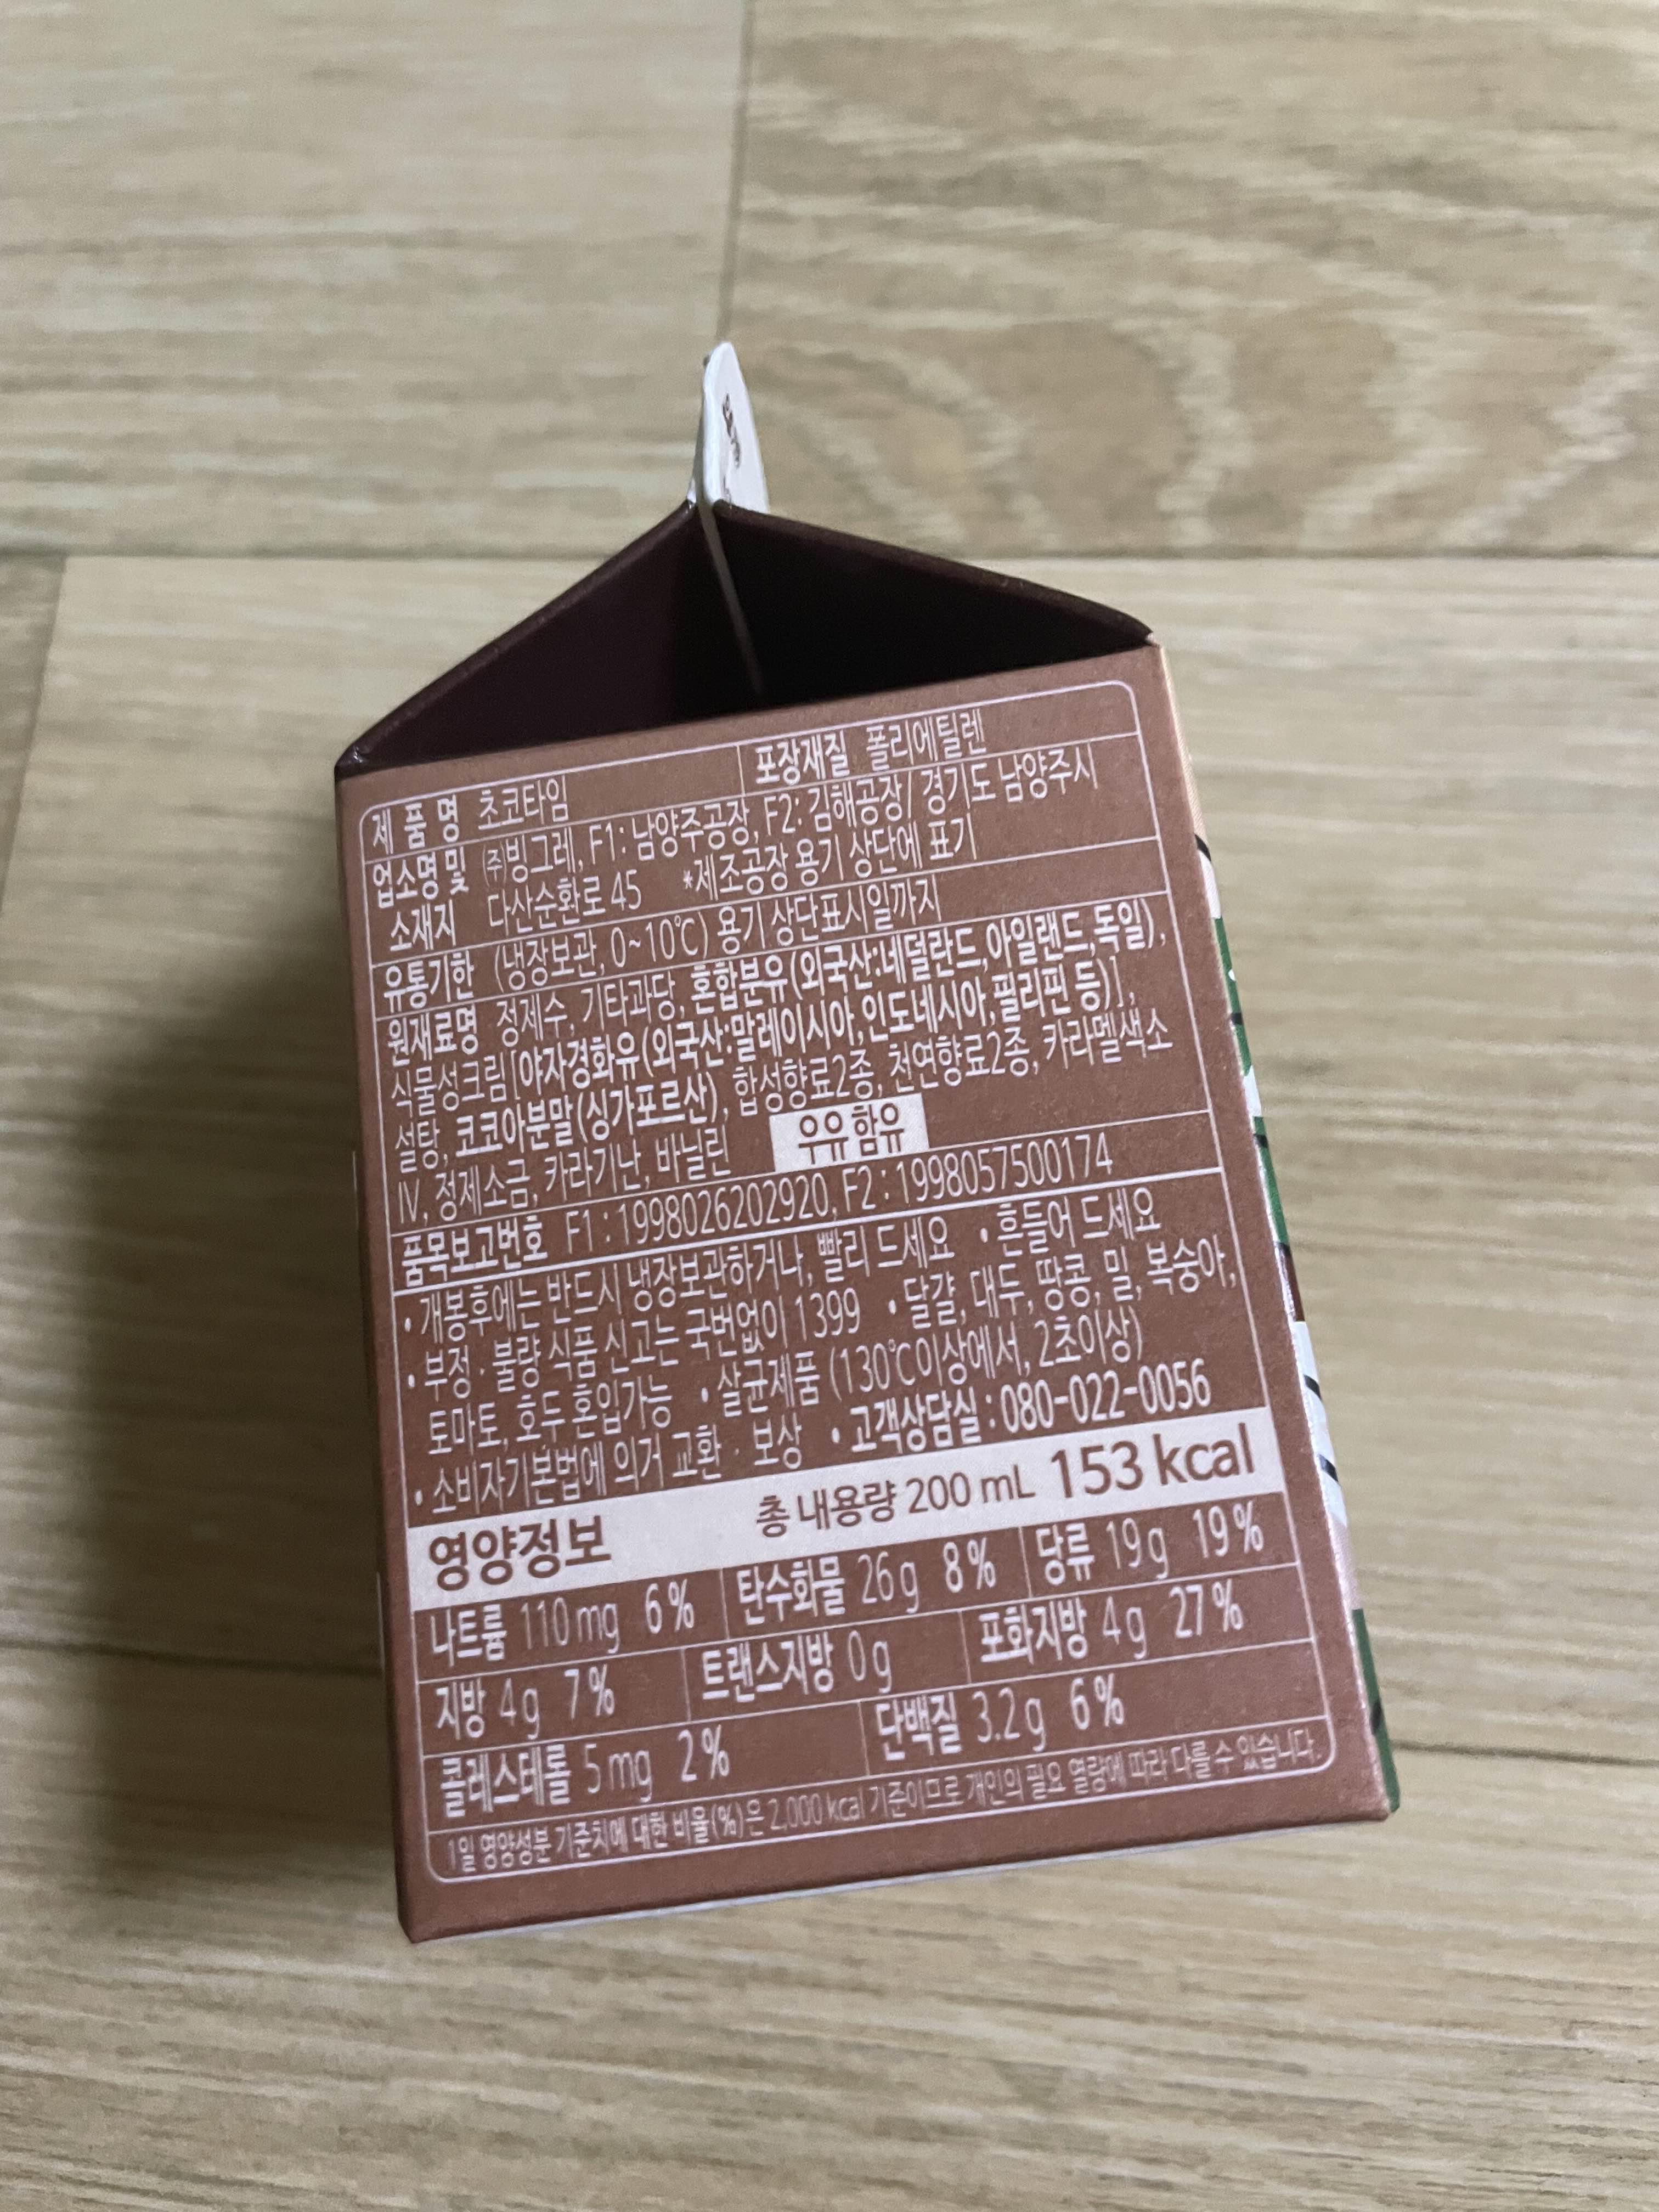 제 품 명 초코타임 포장재질 폴리에틸렌
업소명 및 ㈜빙그레, F1: 남양주공장, F2: 김해공장/ 경기도 남양주시
소재지 다산순환로 45 *제조공장 용기 상단에 표기
유통기한 (냉장보관, 0~10℃) 용기 상단표시일까지
원재료명 정제수, 기타과당, 혼합분유(외국산:네덜란드,아일랜드,독일),
식물성크림[야자경화유(외국산:말레이시아,인도네시아,필리핀 등)],
설탕, 코코아분말(싱가포르산), 합성향료2종, 천연향료2종, 카라멜색소
IV, 정제소금, 카라기난, 바닐린 우유 함유
품목보고번호 F1 : 1998026202920, F2 : 1998057500174
• 개봉후에는 반드시 냉장보관하거나, 빨리 드세요 • 흔들어 드세요
• 부정 · 불량 식품 신고는 국번없이 1399 • 달걀, 대두, 땅콩, 밀, 복숭아,
토마토, 호두 혼입가능 • 살균제품 (130℃이상에서, 2초이상)
• 소비자기본법에 의거 교환 · 보상 • 고객상담실 : 080-022-0056
영양정보 총 내용량 200 mL 153 kcal
나트륨 110 mg 6% 탄수화물 26 g 8% 당류 19 g 19%
지방 4 g 7% 트랜스지방 0 g 포화지방 4 g 27%
콜레스테롤 5 mg 2% 단백질 3.2 g 6%
1일 영양성분 기준치에 대한 비율(%)은 2,000 kcal 기준이므로 개인의 필요 열량에 따라 다를 수 있습니다.